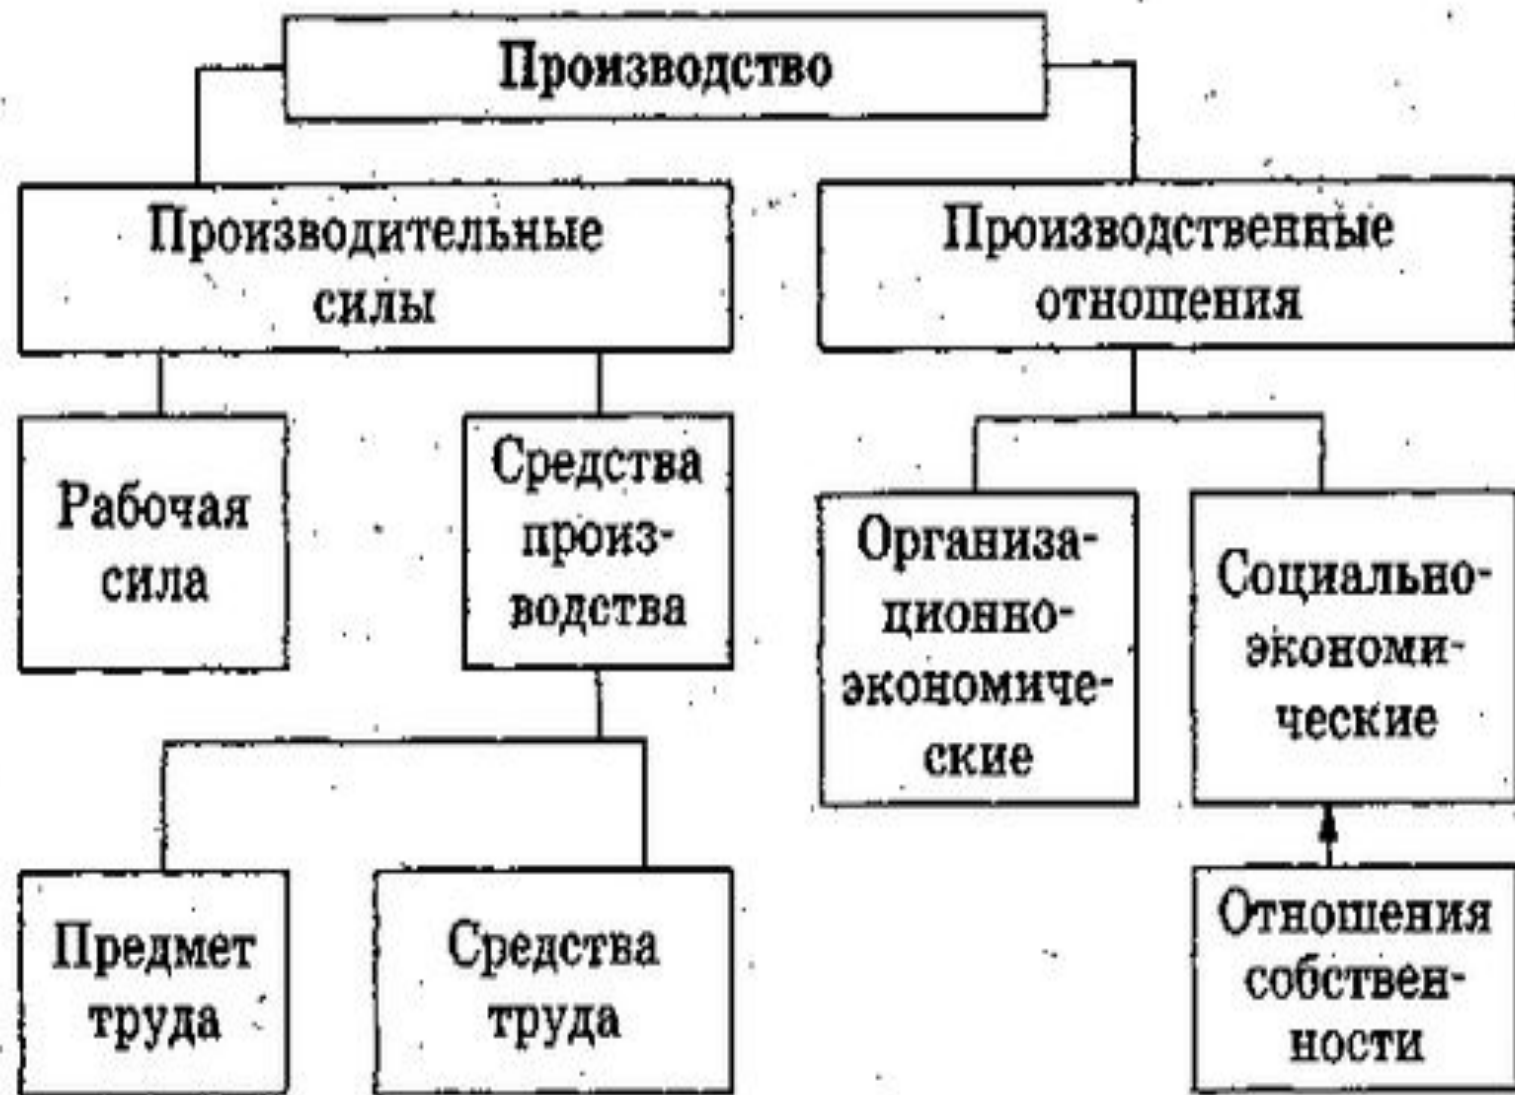 Производство
Производительные
силы
Производственные
отношения
Рабочая
сила
Средства
произ-
водства
Организа-
ционно-
экономиче-
ские
Социально-
экономи-
ческие
Предмет
труда
Средства
труда
Отношения
собствен-
ности